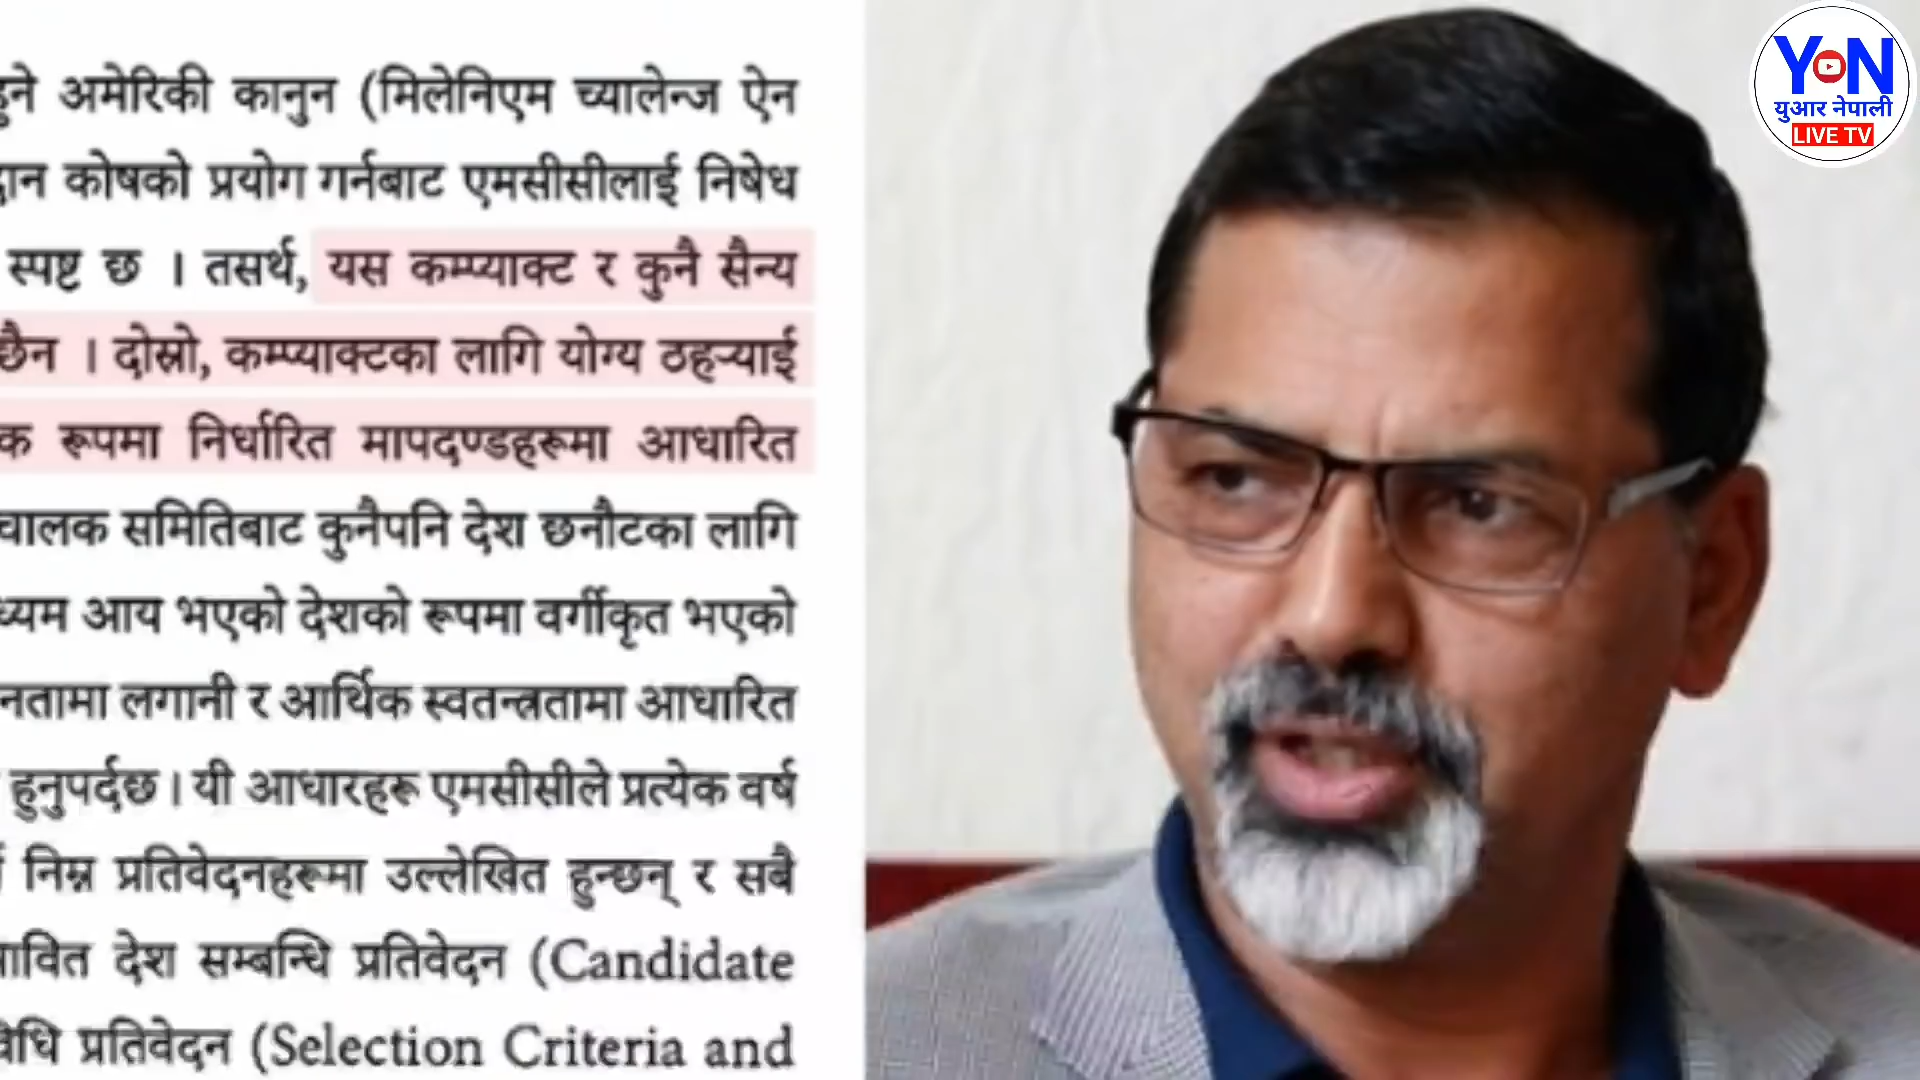 हुने अमेरिकी कानुन (मिलेनिएम च्यालेन्ज ऐन
कोषको प्रयोग गर्नबाट एमसीसीलाई निषेध
स्पष्ट छ । तसर्थ, यस कम्प्याक्ट र कुनै सैन्य
छैन । दोस्रो, कम्प्याक्टका लागि योग्य ठहर्‍याई
क रूपमा निर्धारित मापदण्डहरूमा आधारित
चालक समितिबाट कुनैपनि देश छनौटका लागि
ध्यम आय भएको देशको रूपमा वर्गीकृत भएको
नतामा लगानी र आर्थिक स्वतन्त्रतामा आधारित
हुनुपर्दछ । यी आधारहरू एमसीसीले प्रत्येक वर्ष
निम्न प्रतिवेदनहरूमा उल्लेखित हुन्छन् र सबै
देश सम्बन्धि प्रतिवेदन (Candidate
प्रतिवेदन (Selection Criteria and
YN
युआर नेपाली
LIVE TV